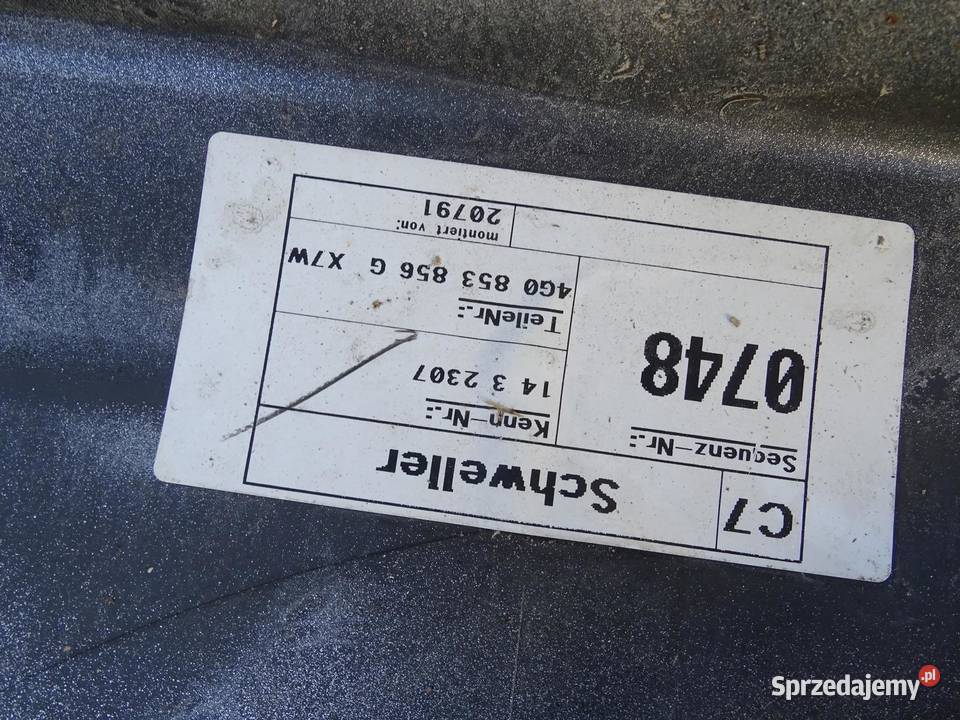 C7 Schweller
Sequenz-Nr.:
0748
Kenn-Nr.:
14 3 2307
TeileNr.:
4G0 853 856 G X7W
montiert von:
20791
Sprzedajemy.pl